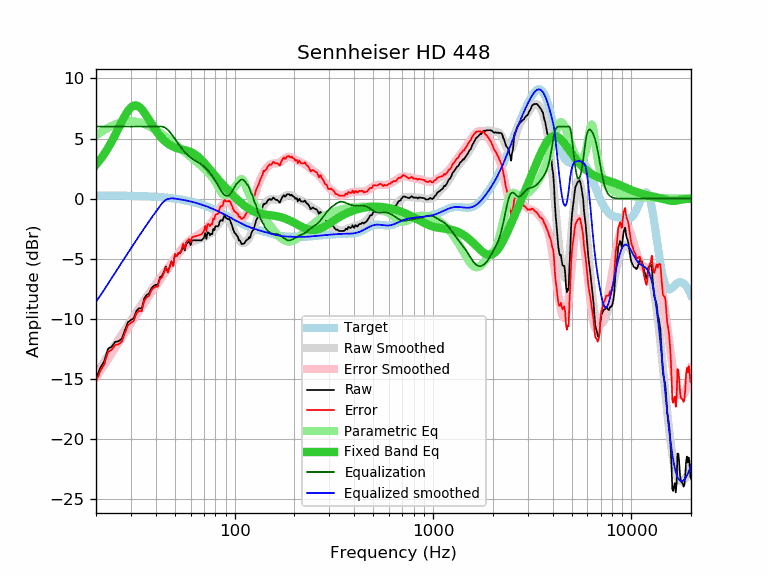 Sennheiser HD 448
10
5
0
−5
−10
−15
−20
−25
Amplitude (dBr)
Target
Raw Smoothed
Error Smoothed
Raw
Error
Parametric Eq
Fixed Band Eq
Equalization
Equalized smoothed
100
1000
10000
Frequency (Hz)